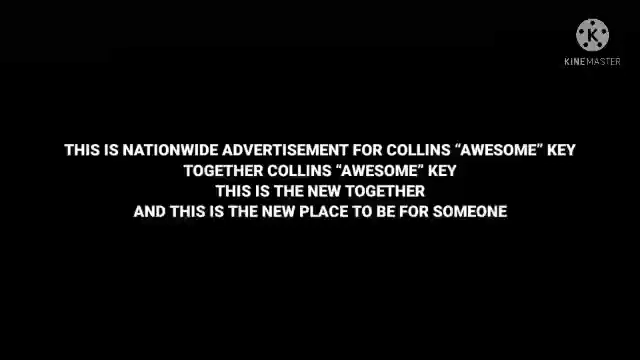 K
KINEMASTER
THIS IS NATIONWIDE ADVERTISEMENT FOR COLLINS “AWESOME” KEY
TOGETHER COLLINS “AWESOME” KEY
THIS IS THE NEW TOGETHER
AND THIS IS THE NEW PLACE TO BE FOR SOMEONE